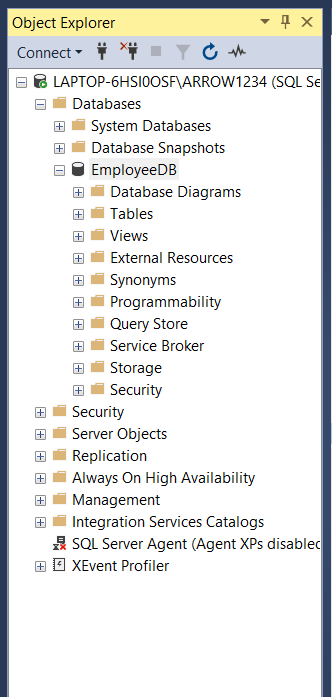 Object Explorer
Connect
LAPTOP-6HSI0OSF\ARROW1234 (SQL Se
Databases
System Databases
Database Snapshots
EmployeeDB
Database Diagrams
Tables
Views
External Resources
Synonyms
Programmability
Query Store
Service Broker
Storage
Security
Security
Server Objects
Replication
Always On High Availability
Management
Integration Services Catalogs
SQL Server Agent (Agent XPs disabled
XEvent Profiler